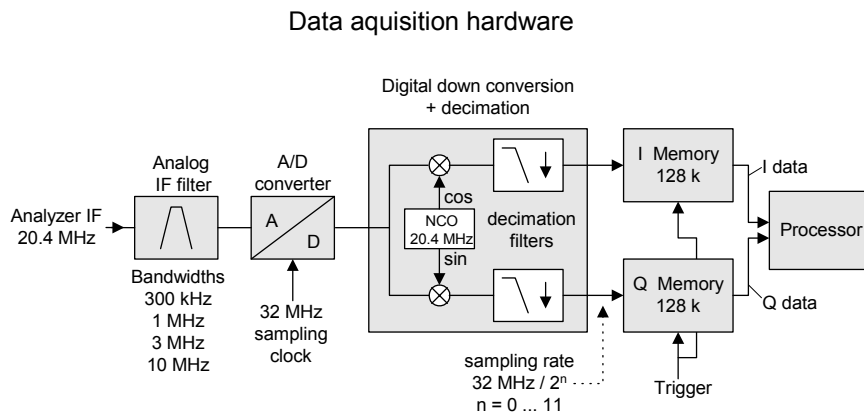 Data aquisition hardware
Digital down conversion
+ decimation
Analog
IF filter
A/D
converter
Analyzer IF
20.4 MHz
A
D
cos
NCO
20.4 MHz
sin
decimation
filters
I Memory
128 k
I data
Processor
Q Memory
128 k
Q data
Bandwidths
300 kHz
1 MHz
3 MHz
10 MHz
32 MHz
sampling
clock
sampling rate
32 MHz / 2ⁿ
n = 0 ... 11
Trigger